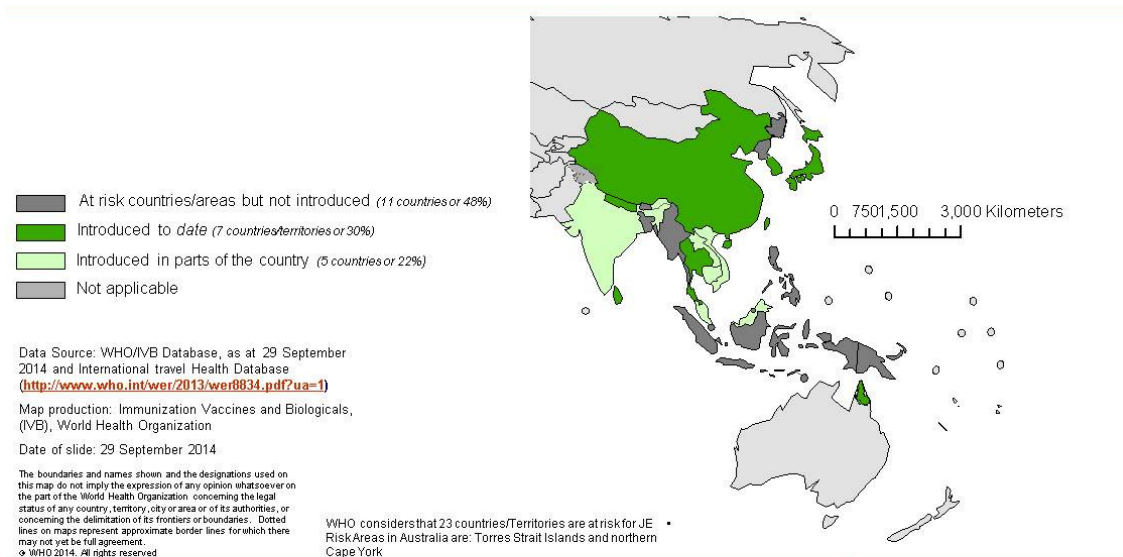 At risk countries/areas but not introduced (11 countries or 48%)
Introduced to date (7 countries/territories or 30%)
Introduced in parts of the country (5 countries or 22%)
Not applicable
0 7501,500 3,000 Kilometers
Data Source: WHO/IVB Database, as at 29 September
2014 and International travel Health Database
(http://www.who.int/wer/2013/wer8834.pdf?ua=1)
Map production: Immunization Vaccines and Biologicals,
(IVB), World Health Organization
Date of slide: 29 September 2014
The boundaries and names shown and the designations used on
this map do not imply the expression of any opinion whatsoever on
the part of the World Health Organization concerning the legal
status of any country, territory, city or area or of its authorities, or
concerning the delimitation of its frontiers or boundaries. Dotted
lines on maps represent approximate border lines for which there
may not yet be full agreement.
© WHO 2014. All rights reserved
WHO considers that 23 countries/Territories are at risk for JE •
Risk Areas in Australia are: Torres Strait Islands and northern
Cape York